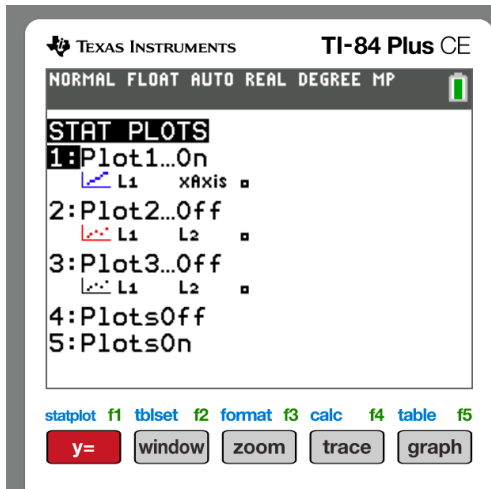 TEXAS INSTRUMENTS TI-84 Plus CE
NORMAL FLOAT AUTO REAL DEGREE MP
STAT PLOTS
1:Plot1…On
L1 xAxis
2:Plot2…Off
L1 L2
3:Plot3…Off
L1 L2
4:PlotsOff
5:PlotsOn
statplot f1 tblset f2 format f3 calc f4 table f5
y= window zoom trace graph